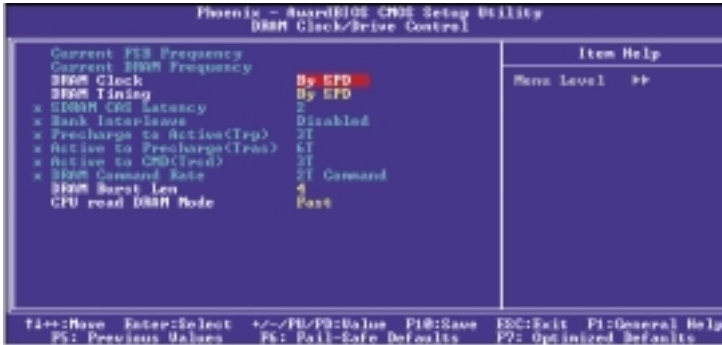 Phoenix - AwardBIOS CMOS Setup Utility
DRAM Clock/Drive Control
Current FSB Frequency
Current DRAM Frequency
DRAM Clock By SPD
DRAM Timing By SPD
x SDRAM CAS Latency 2
x Bank Interleave Disabled
x Precharge to Active(Trp) 3T
x Active to Precharge(Tras) 6T
x Active to CMD(Trcd) 3T
x DRAM Command Rate 2T Command
DRAM Burst Len 4
CPU read DRAM Mode Fast
Item Help
Menu Level ▶▶
↑↓←→:Move Enter:Select +/-/PU/PD:Value F10:Save ESC:Exit F1:General Help
F5: Previous Values F6: Fail-Safe Defaults F7: Optimized Defaults